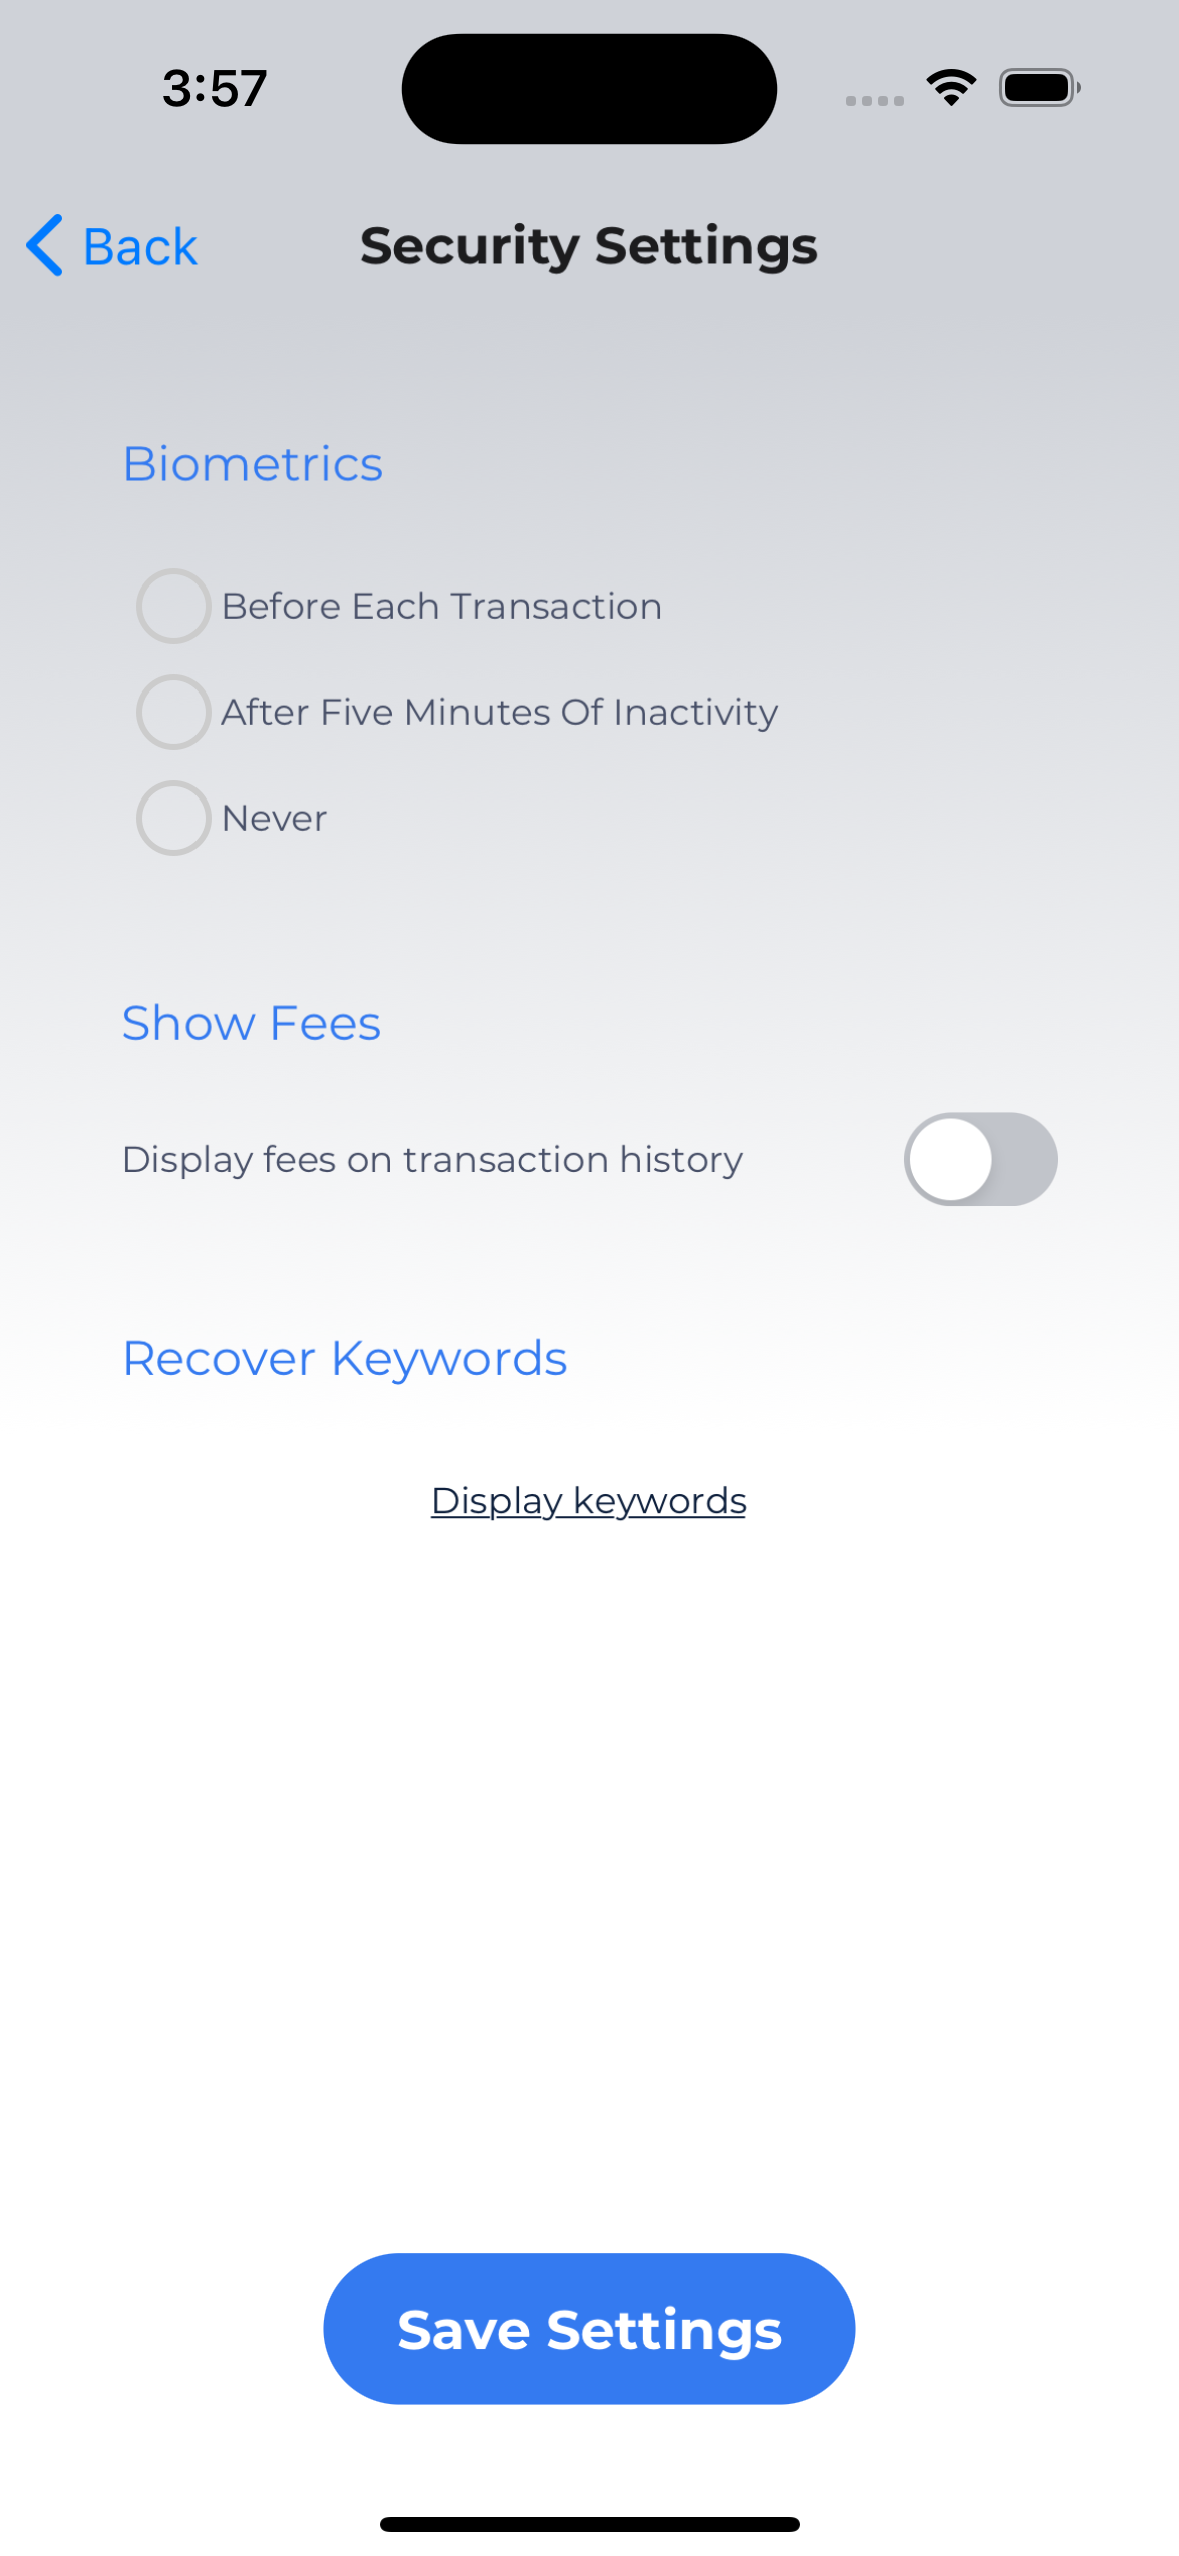 3:57
Back
Security Settings
Biometrics
Before Each Transaction
After Five Minutes Of Inactivity
Never
Show Fees
Display fees on transaction history
Recover Keywords
Display keywords
Save Settings